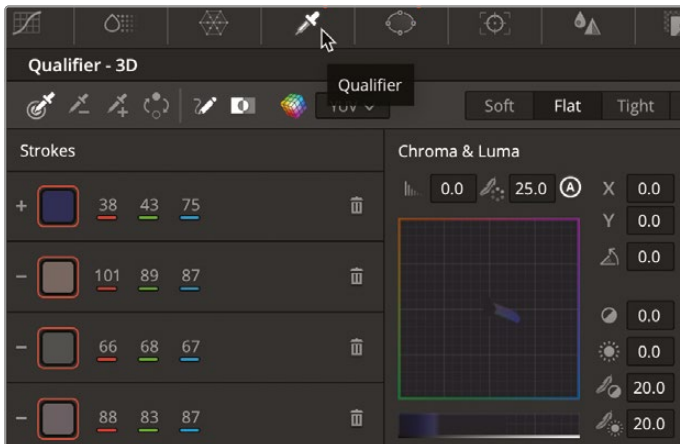 Qualifier - 3D
Qualifier
YUV
Soft Flat Tight
Strokes
Chroma & Luma
0.0 25.0 A X 0.0
Y 0.0
+ 38 43 75
0.0
- 101 89 87
0.0
- 66 68 67
0.0
20.0
- 88 83 87
20.0